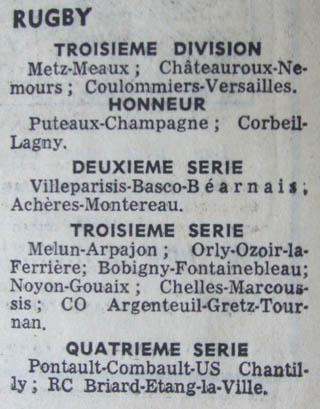 RUGBY
TROISIEME DIVISION
Metz-Meaux ; Châteauroux-Ne-
mours ; Coulommiers-Versailles.
HONNEUR
Puteaux-Champagne ; Corbeil-
Lagny.
DEUXIEME SERIE
Villeparisis-Basco-Béarnais ;
Achères-Montereau.
TROISIEME SERIE
Melun-Arpajon ; Orly-Ozoir-la-
Ferrière; Bobigny-Fontainebleau;
Noyon-Gouaix ; Chelles-Marcous-
sis ; CO Argenteuil-Gretz-Tour-
nan.
QUATRIEME SERIE
Pontault-Combault-US Chantil-
ly ; RC Briard-Etang-la-Ville.